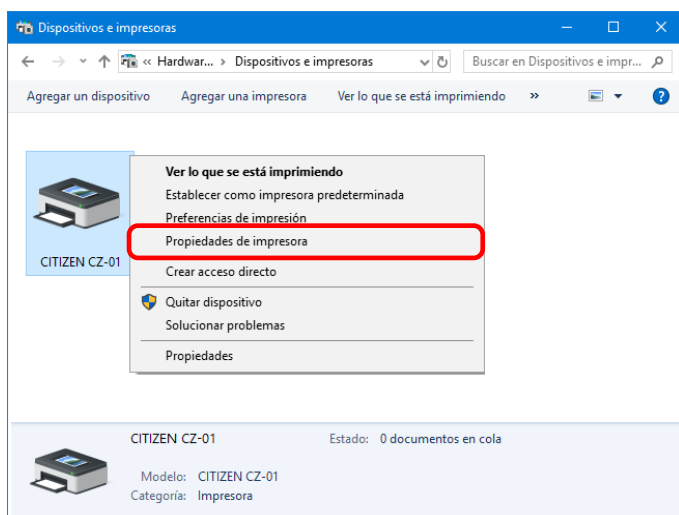 Dispositivos e impresoras
« Hardwar... › Dispositivos e impresoras
Buscar en Dispositivos e impr...
Agregar un dispositivo Agregar una impresora Ver lo que se está imprimiendo »
Ver lo que se está imprimiendo
Establecer como impresora predeterminada
Preferencias de impresión
Propiedades de impresora
CITIZEN CZ-01
Crear acceso directo
Quitar dispositivo
Solucionar problemas
Propiedades
CITIZEN CZ-01 Estado: 0 documentos en cola
Modelo: CITIZEN CZ-01
Categoría: Impresora